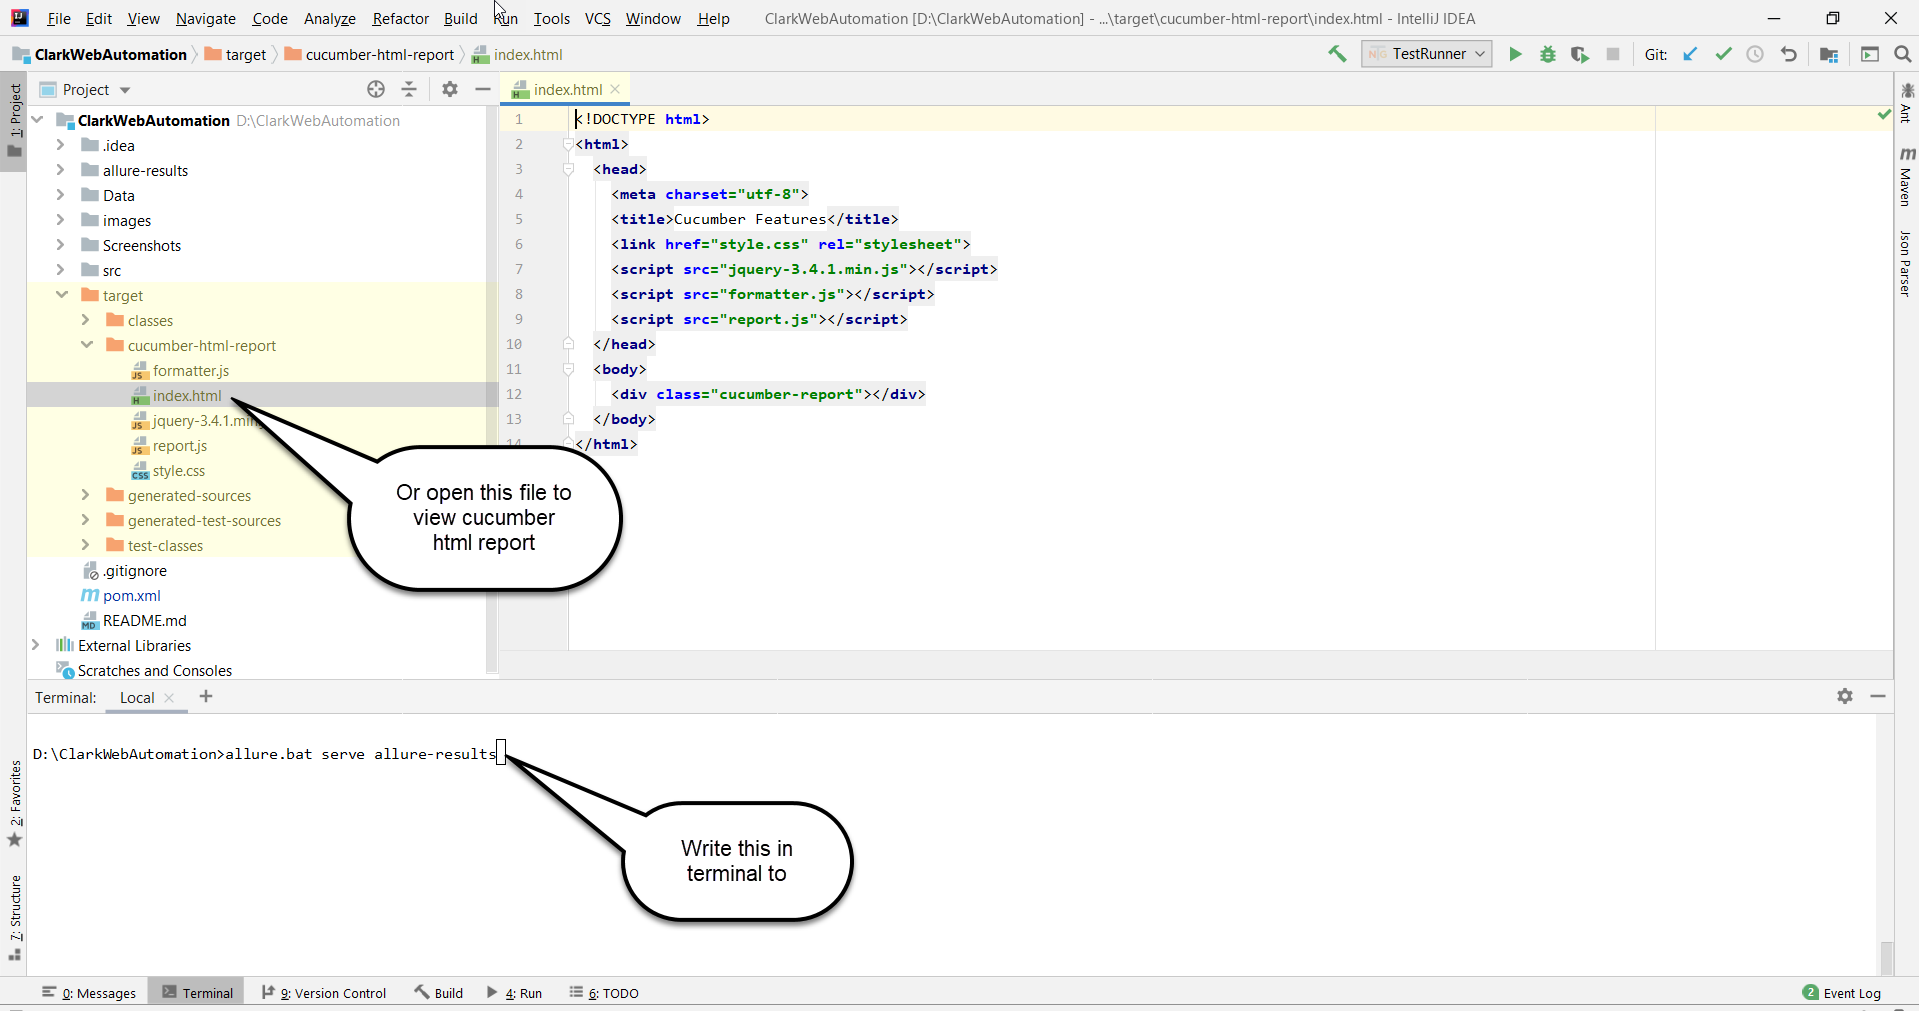 File Edit View Navigate Code Analyze Refactor Build Run Tools VCS Window Help ClarkWebAutomation [D:\ClarkWebAutomation] - ...\target\cucumber-html-report\index.html - IntelliJ IDEA
ClarkWebAutomation target cucumber-html-report index.html TestRunner Git:
1: Project
Project
index.html
ClarkWebAutomation D:\ClarkWebAutomation
.idea
allure-results
Data
images
Screenshots
src
target
classes
cucumber-html-report
formatter.js
index.html
jquery-3.4.1.min
report.js
style.css
generated-sources
generated-test-sources
test-classes
.gitignore
pom.xml
README.md
External Libraries
Scratches and Consoles
1 <!DOCTYPE html>
2 <html>
3 <head>
4 <meta charset="utf-8">
5 <title>Cucumber Features</title>
6 <link href="style.css" rel="stylesheet">
7 <script src="jquery-3.4.1.min.js"></script>
8 <script src="formatter.js"></script>
9 <script src="report.js"></script>
10 </head>
11 <body>
12 <div class="cucumber-report"></div>
13 </body>
14 </html>
Ant
Maven
Json Parser
Or open this file to
view cucumber
html report
Terminal: Local
D:\ClarkWebAutomation>allure.bat serve allure-results
Write this in
terminal to
2: Favorites
7: Structure
0: Messages Terminal 9: Version Control Build 4: Run 6: TODO 2 Event Log